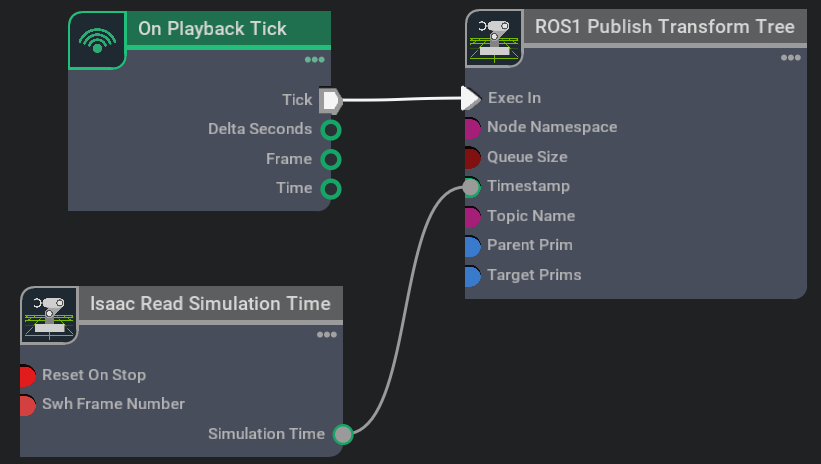 On Playback Tick
Tick
Delta Seconds
Frame
Time
ROS1 Publish Transform Tree
Exec In
Node Namespace
Queue Size
Timestamp
Topic Name
Parent Prim
Target Prims
Isaac Read Simulation Time
Reset On Stop
Swh Frame Number
Simulation Time